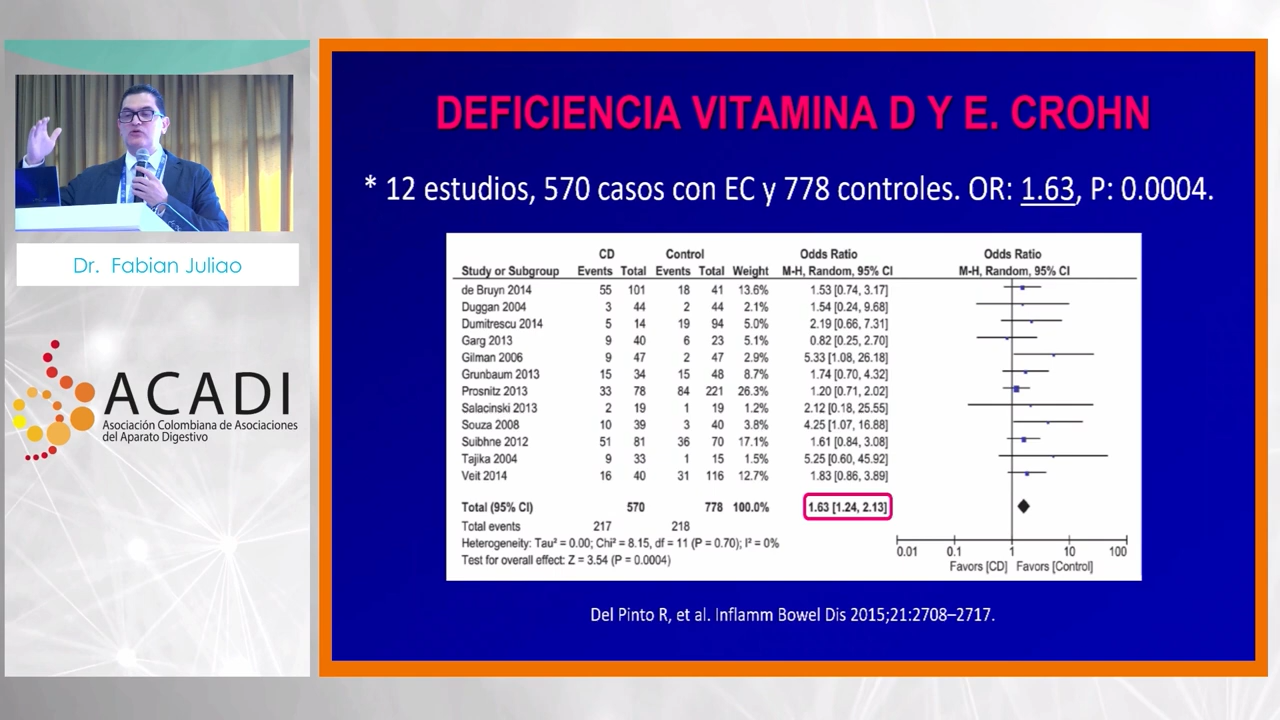 DEFICIENCIA VITAMINA D Y E. CROHN
* 12 estudios, 570 casos con EC y 778 controles. OR: 1.63, P: 0.0004.
CD Control Odds Ratio Odds Ratio
Study or Subgroup Events Total Events Total Weight M-H, Random, 95% CI M-H, Random, 95% CI
de Bruyn 2014 55 101 18 41 13.6% 1.53 [0.74, 3.17]
Duggan 2004 3 44 2 44 2.1% 1.54 [0.24, 9.68]
Dumitrescu 2014 5 14 19 94 5.0% 2.19 [0.66, 7.31]
Garg 2013 9 40 6 23 5.1% 0.82 [0.25, 2.70]
Gilman 2006 9 47 2 47 2.9% 5.33 [1.08, 26.18]
Grunbaum 2013 15 34 15 48 8.7% 1.74 [0.70, 4.32]
Prosnitz 2013 33 78 84 221 26.3% 1.20 [0.71, 2.02]
Salacinski 2013 2 19 1 19 1.2% 2.12 [0.18, 25.55]
Souza 2008 10 39 3 40 3.8% 4.25 [1.07, 16.88]
Suibhne 2012 51 81 36 70 17.1% 1.61 [0.84, 3.08]
Tajika 2004 9 33 1 15 1.5% 5.25 [0.60, 45.92]
Veit 2014 16 40 31 116 12.7% 1.83 [0.86, 3.89]
Total (95% CI) 570 778 100.0% 1.63 [1.24, 2.13]
Total events 217 218
Heterogeneity: Tau² = 0.00; Chi² = 8.15, df = 11 (P = 0.70); I² = 0%
Test for overall effect: Z = 3.54 (P = 0.0004)
0.01 0.1 1 10 100
Favors [CD] Favors [Control]
Del Pinto R, et al. Inflamm Bowel Dis 2015;21:2708–2717.
Dr. Fabian Juliao
ACADI
Asociación Colombiana de Asociaciones
del Aparato Digestivo